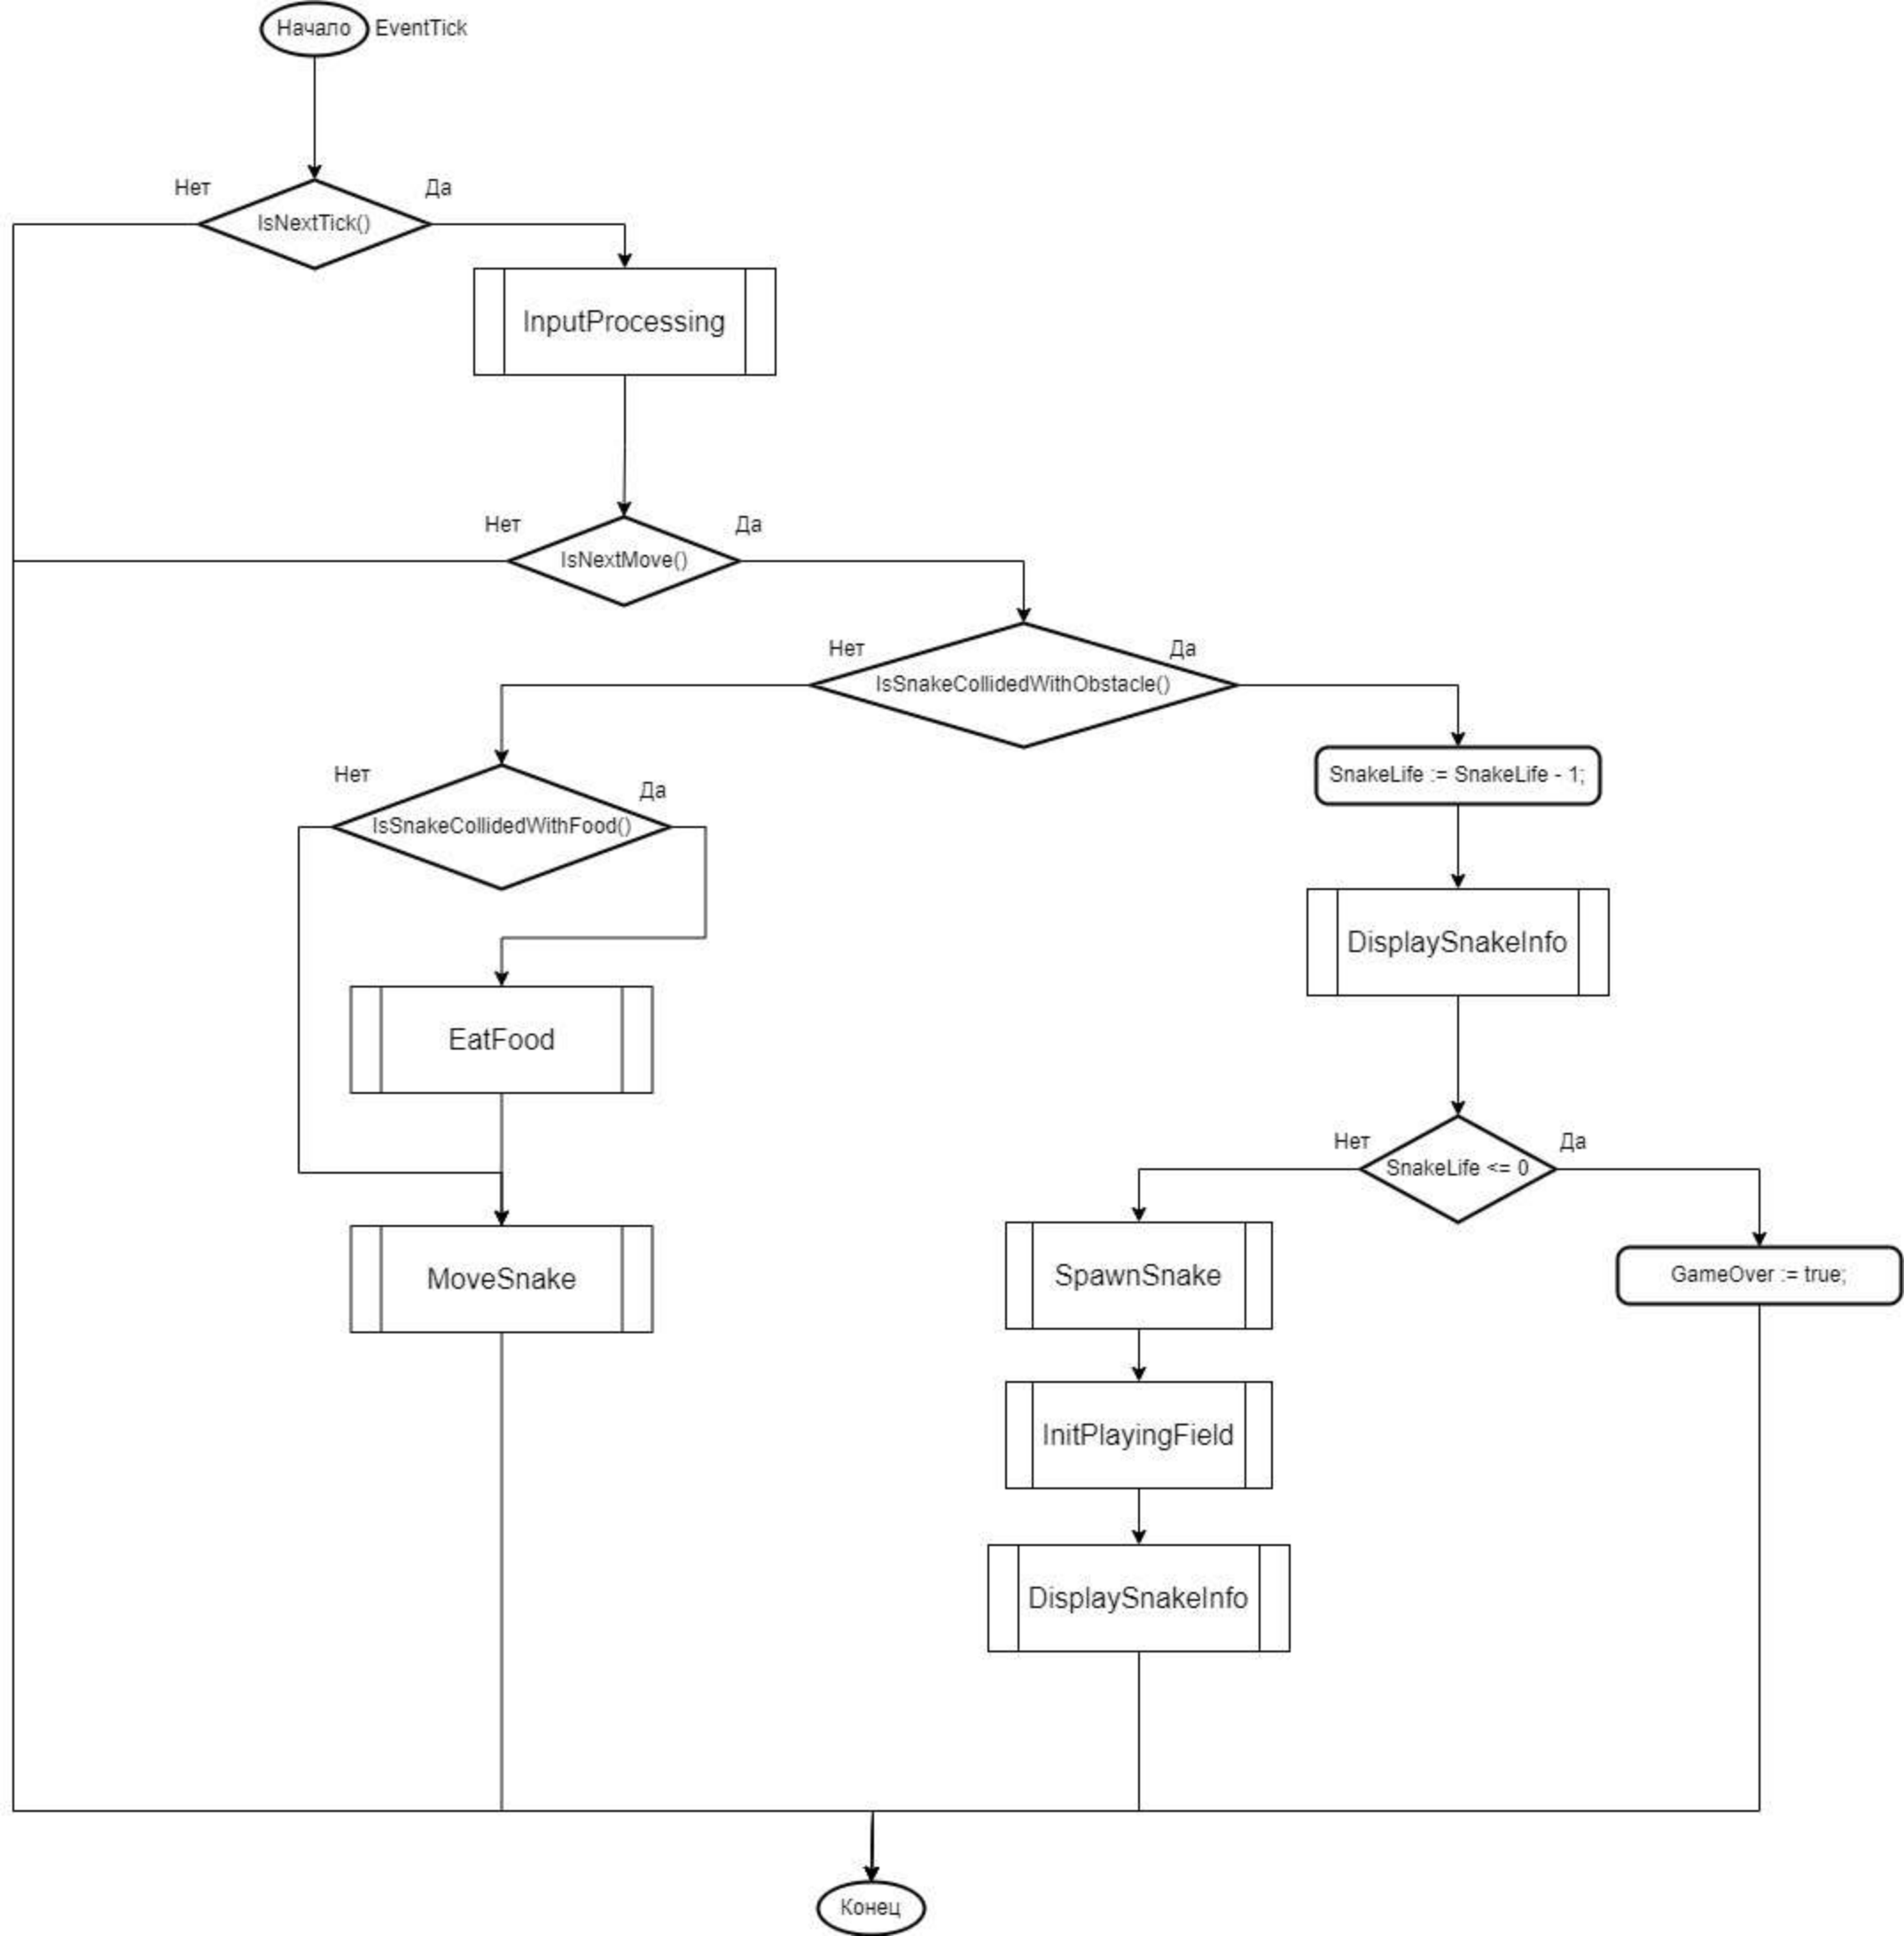 Начало
EventTick
Нет
Да
IsNextTick()
InputProcessing
Нет
Да
IsNextMove()
Нет
Да
IsSnakeCollidedWithObstacle()
Нет
Да
IsSnakeCollidedWithFood()
SnakeLife := SnakeLife - 1;
DisplaySnakeInfo
EatFood
Нет
Да
SnakeLife <= 0
MoveSnake
SpawnSnake
GameOver := true;
InitPlayingField
DisplaySnakeInfo
Конец